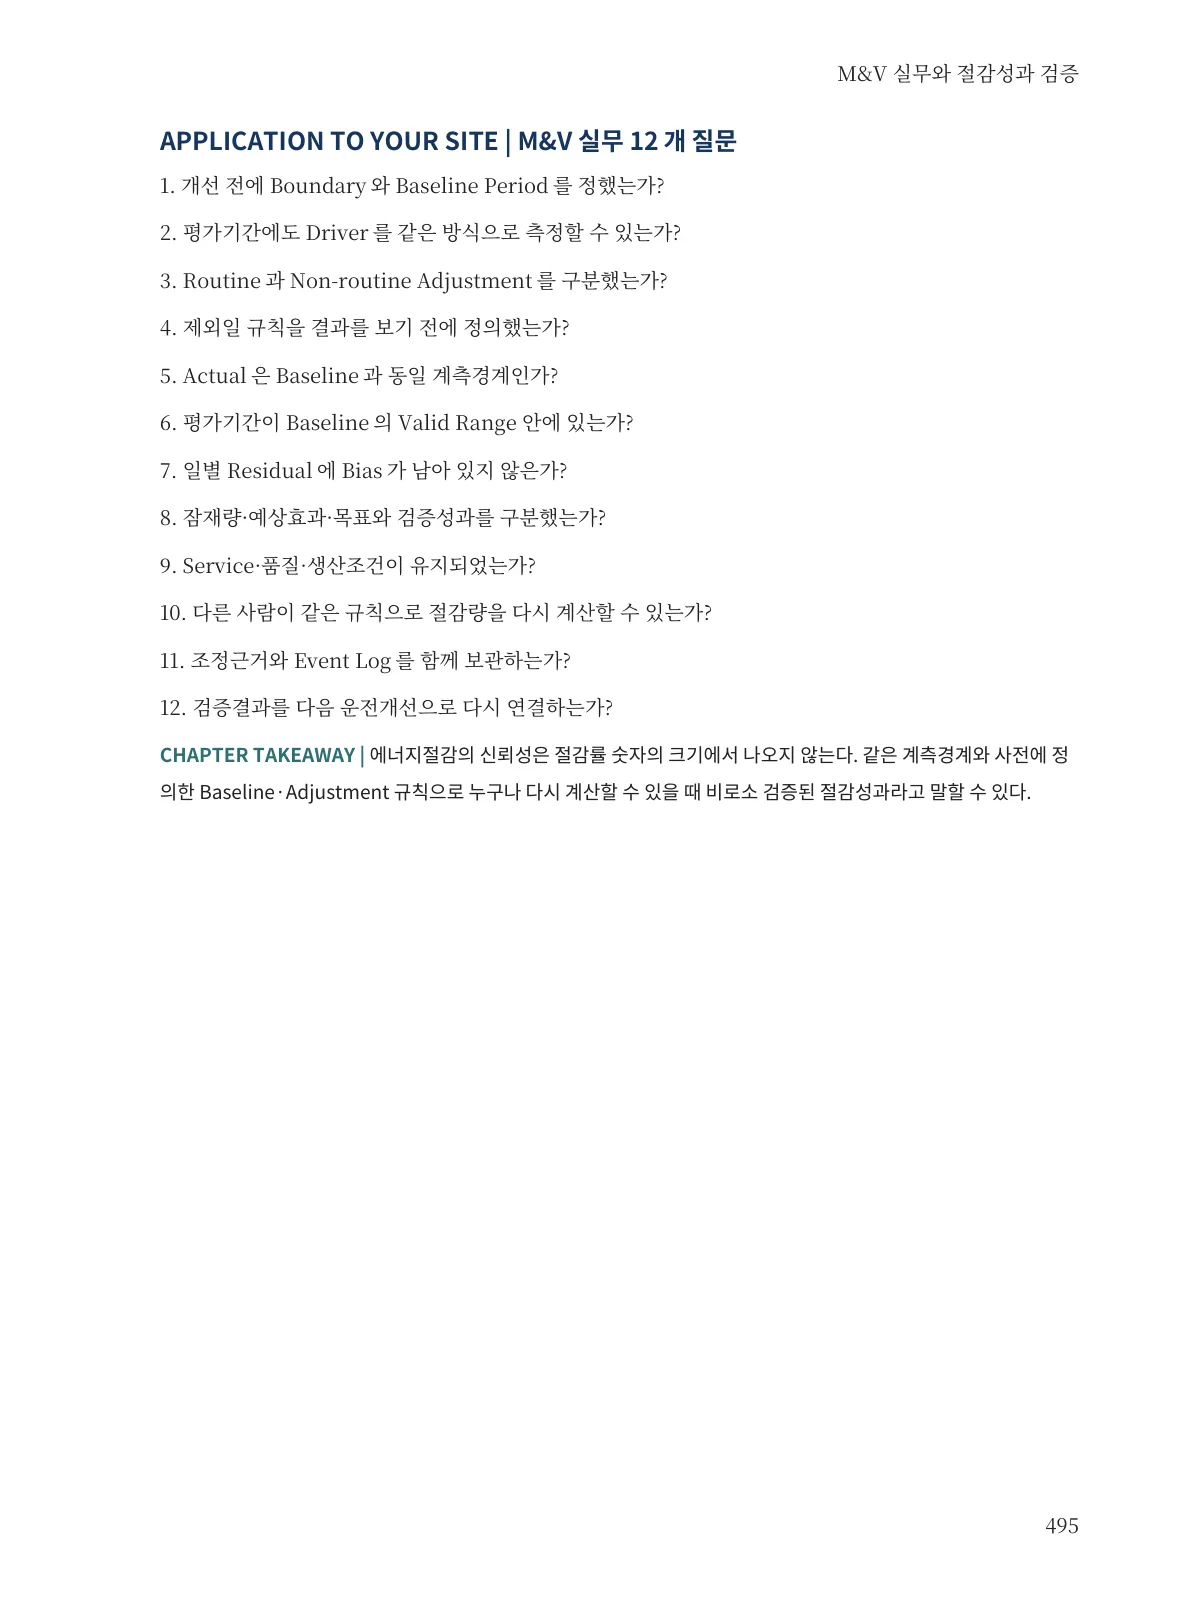 M&V 실무와 절감성과 검증
APPLICATION TO YOUR SITE | M&V 실무 12 개 질문
1. 개선 전에 Boundary 와 Baseline Period 를 정했는가?
2. 평가기간에도 Driver 를 같은 방식으로 측정할 수 있는가?
3. Routine 과 Non-routine Adjustment 를 구분했는가?
4. 제외일 규칙을 결과를 보기 전에 정의했는가?
5. Actual 은 Baseline 과 동일 계측경계인가?
6. 평가기간이 Baseline 의 Valid Range 안에 있는가?
7. 일별 Residual 에 Bias 가 남아 있지 않은가?
8. 잠재량·예상효과·목표와 검증성과를 구분했는가?
9. Service·품질·생산조건이 유지되었는가?
10. 다른 사람이 같은 규칙으로 절감량을 다시 계산할 수 있는가?
11. 조정근거와 Event Log 를 함께 보관하는가?
12. 검증결과를 다음 운전개선으로 다시 연결하는가?
CHAPTER TAKEAWAY | 에너지절감의 신뢰성은 절감률 숫자의 크기에서 나오지 않는다. 같은 계측경계와 사전에 정
의한 Baseline·Adjustment 규칙으로 누구나 다시 계산할 수 있을 때 비로소 검증된 절감성과라고 말할 수 있다.
495